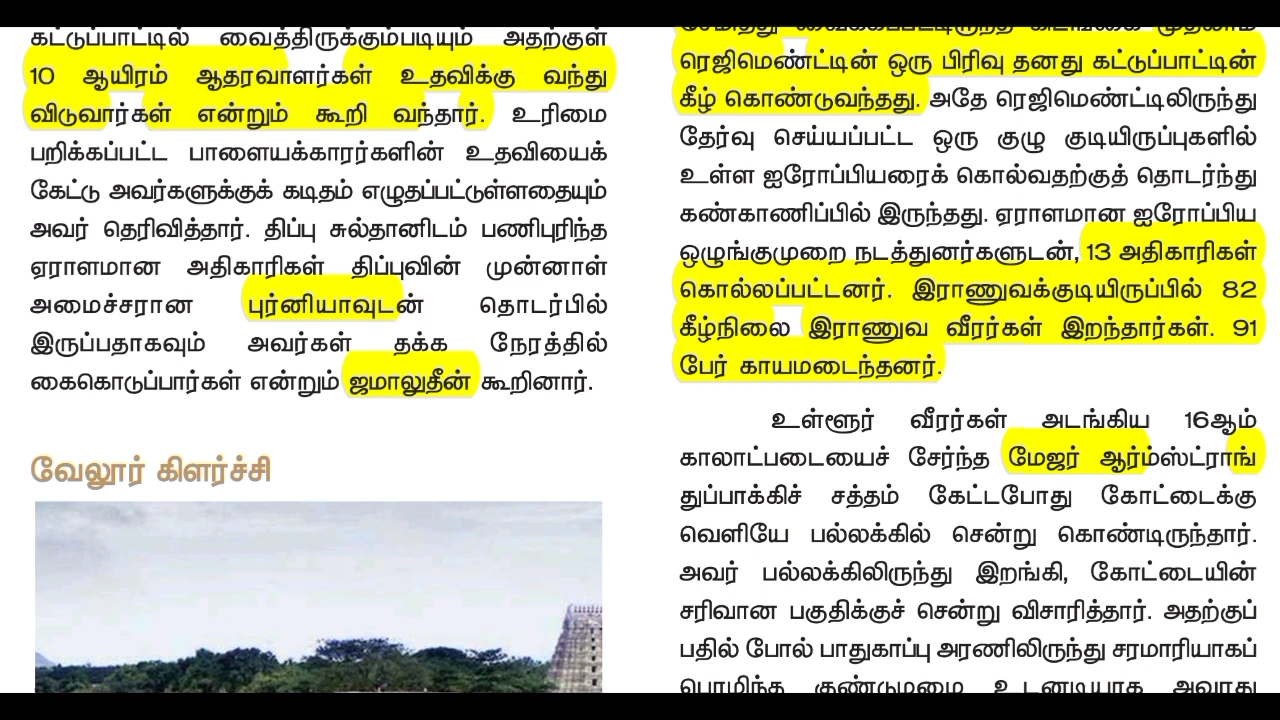 கட்டுப்பாட்டில் வைத்திருக்கும்படியும் அதற்குள்
10 ஆயிரம் ஆதரவாளர்கள் உதவிக்கு வந்து
விடுவார்கள் என்றும் கூறி வந்தார். உரிமை
பறிக்கப்பட்ட பாளையக்காரர்களின் உதவியைக்
கேட்டு அவர்களுக்குக் கடிதம் எழுதப்பட்டுள்ளதையும்
அவர் தெரிவித்தார். திப்பு சுல்தானிடம் பணிபுரிந்த
ஏராளமான அதிகாரிகள் திப்புவின் முன்னாள்
அமைச்சரான புர்னியாவுடன் தொடர்பில்
இருப்பதாகவும் அவர்கள் தக்க நேரத்தில்
கைகொடுப்பார்கள் என்றும் ஜமாலுதீன் கூறினார்.
வேலூர் கிளர்ச்சி
ரெஜிமெண்டின் ஒரு பிரிவு தனது கட்டுப்பாட்டின்
கீழ் கொண்டுவந்தது. அதே ரெஜிமெண்ட்டிலிருந்து
தேர்வு செய்யப்பட்ட ஒரு குழு குடியிருப்புகளில்
உள்ள ஐரோப்பியரைக் கொல்வதற்குத் தொடர்ந்து
கண்காணிப்பில் இருந்தது. ஏராளமான ஐரோப்பிய
ஒழுங்குமுறை நடத்துனர்களுடன், 13 அதிகாரிகள்
கொல்லப்பட்டனர். இராணுவக்குடியிருப்பில் 82
கீழ்நிலை இராணுவ வீரர்கள் இறந்தார்கள். 91
பேர் காயமடைந்தனர்.
உள்ளூர் வீரர்கள் அடங்கிய 16ஆம்
காலாட்படையைச் சேர்ந்த மேஜர் ஆர்ம்ஸ்ட்ராங்
துப்பாக்கிச் சத்தம் கேட்டபோது கோட்டைக்கு
வெளியே பல்லக்கில் சென்று கொண்டிருந்தார்.
அவர் பல்லக்கிலிருந்து இறங்கி, கோட்டையின்
சரிவான பகுதிக்குச் சென்று விசாரித்தார். அதற்குப்
பதில் போல் பாதுகாப்பு அரணிலிருந்து சரமாரியாகப்
பொழிந்த குண்டுமழை உடனடியாக அவரது